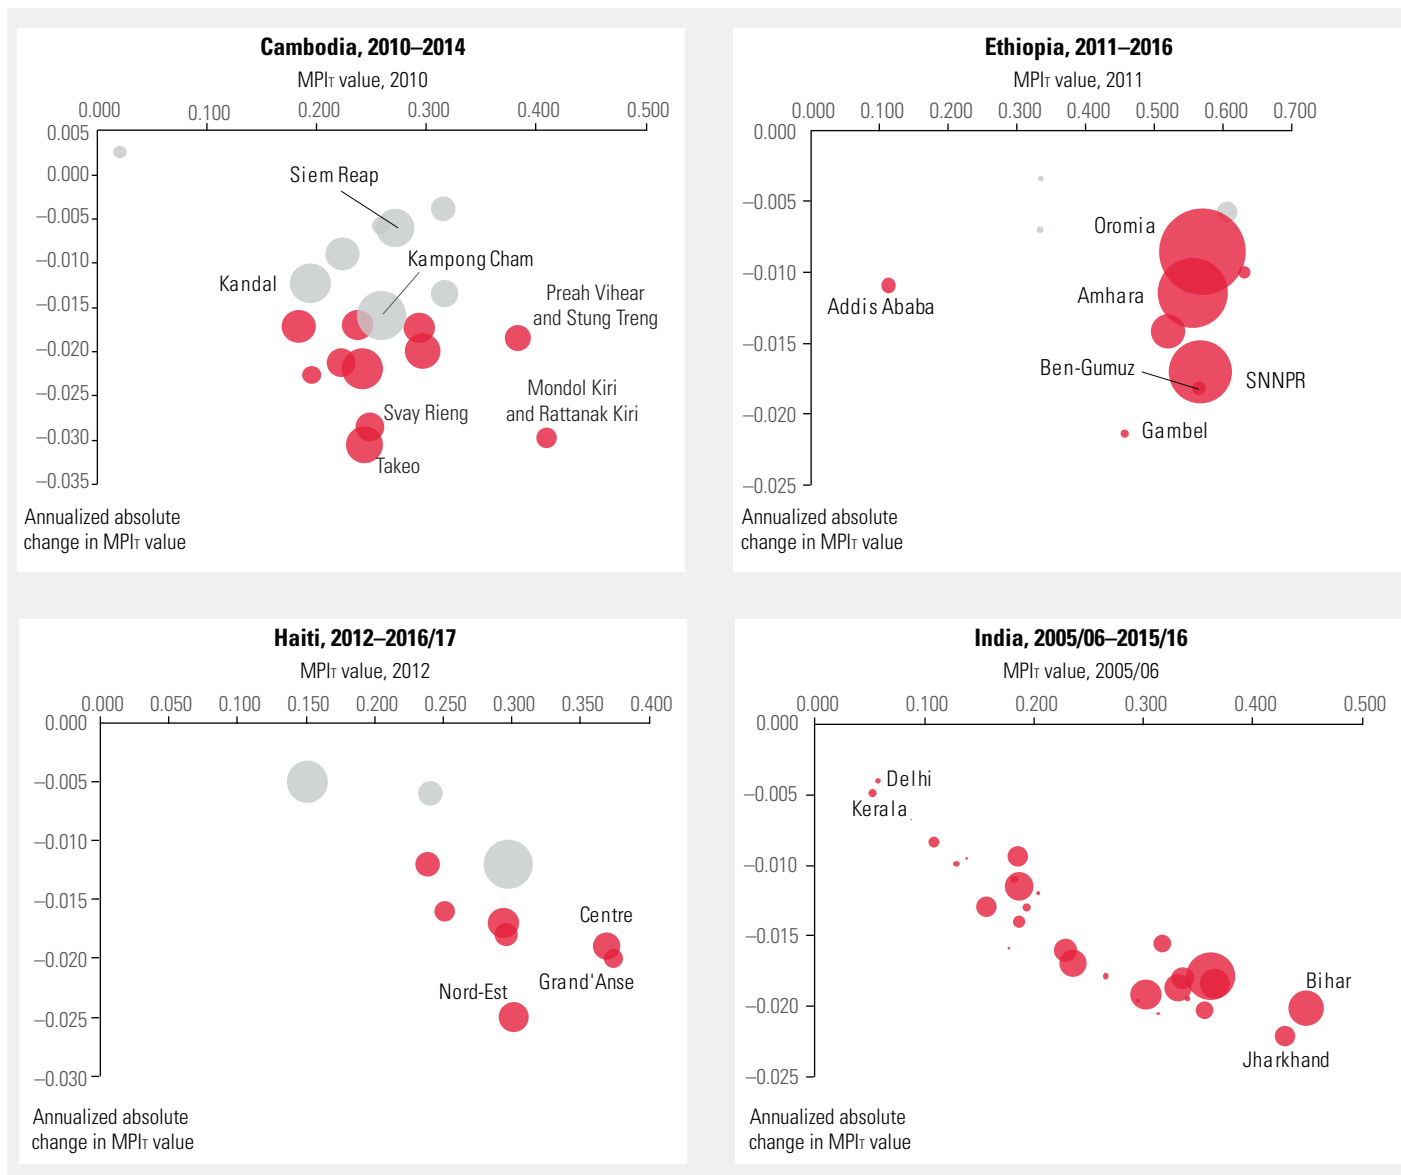 Cambodia, 2010–2014
MPIT value, 2010
0.000 0.100 0.200 0.300 0.400 0.500
0.005
0.000
–0.005
–0.010
–0.015
–0.020
–0.025
–0.030
–0.035
Siem Reap
Kampong Cham
Kandal
Preah Vihear
and Stung Treng
Mondol Kiri
and Rattanak Kiri
Svay Rieng
Takeo
Annualized absolute
change in MPIT value
Ethiopia, 2011–2016
MPIT value, 2011
0.000 0.100 0.200 0.300 0.400 0.500 0.600 0.700
0.000
–0.005
–0.010
–0.015
–0.020
–0.025
Oromia
Amhara
Addis Ababa
Ben-Gumuz
SNNPR
Gambel
Annualized absolute
change in MPIT value
Haiti, 2012–2016/17
MPIT value, 2012
0.000 0.050 0.100 0.150 0.200 0.250 0.300 0.350 0.400
0.000
–0.005
–0.010
–0.015
–0.020
–0.025
–0.030
Centre
Grand'Anse
Nord-Est
Annualized absolute
change in MPIT value
India, 2005/06–2015/16
MPIT value, 2005/06
0.000 0.100 0.200 0.300 0.400 0.500
0.000
–0.005
–0.010
–0.015
–0.020
–0.025
Delhi
Kerala
Bihar
Jharkhand
Annualized absolute
change in MPIT value